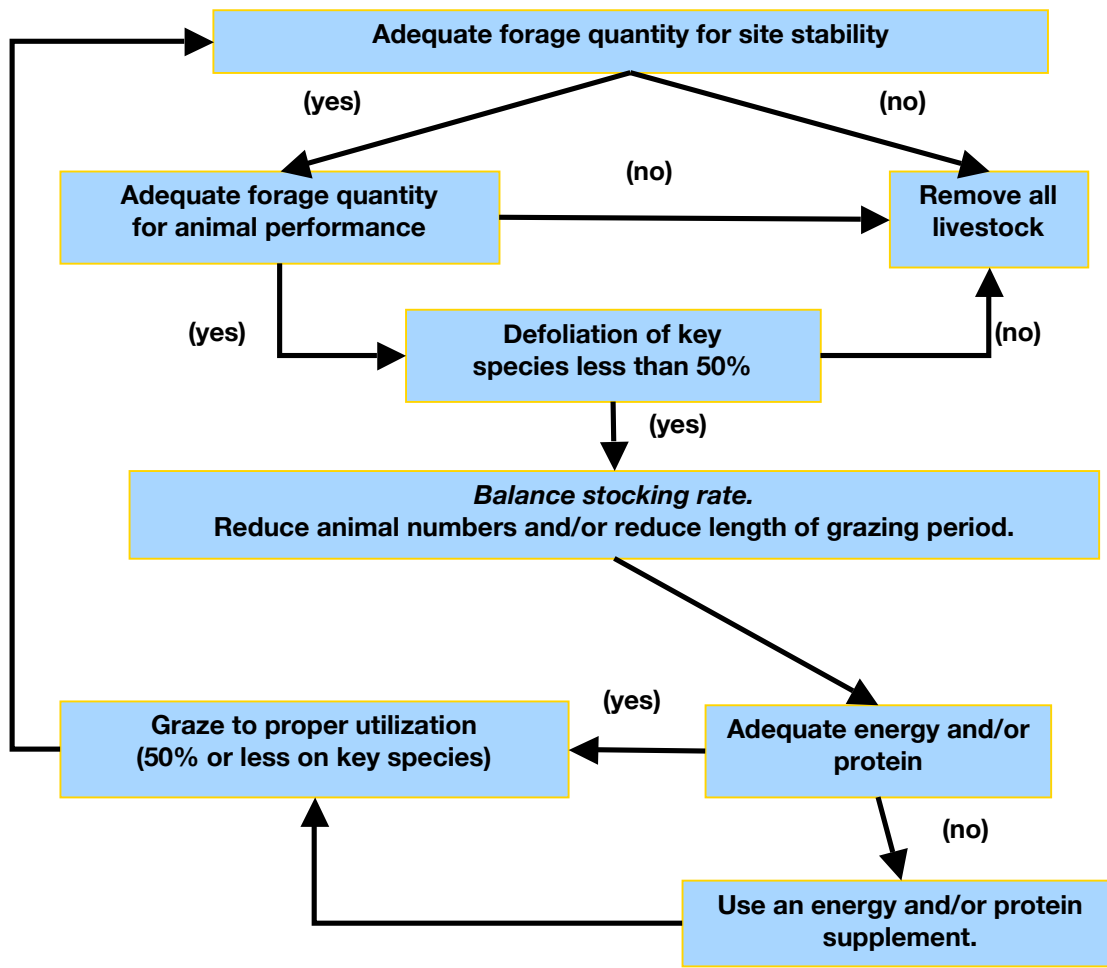 Adequate forage quantity for site stability
(yes)
(no)
Adequate forage quantity
for animal performance
(no)
Remove all
livestock
(yes)
Defoliation of key
species less than 50%
(no)
(yes)
Balance stocking rate.
Reduce animal numbers and/or reduce length of grazing period.
Graze to proper utilization
(50% or less on key species)
(yes)
Adequate energy and/or
protein
(no)
Use an energy and/or protein
supplement.